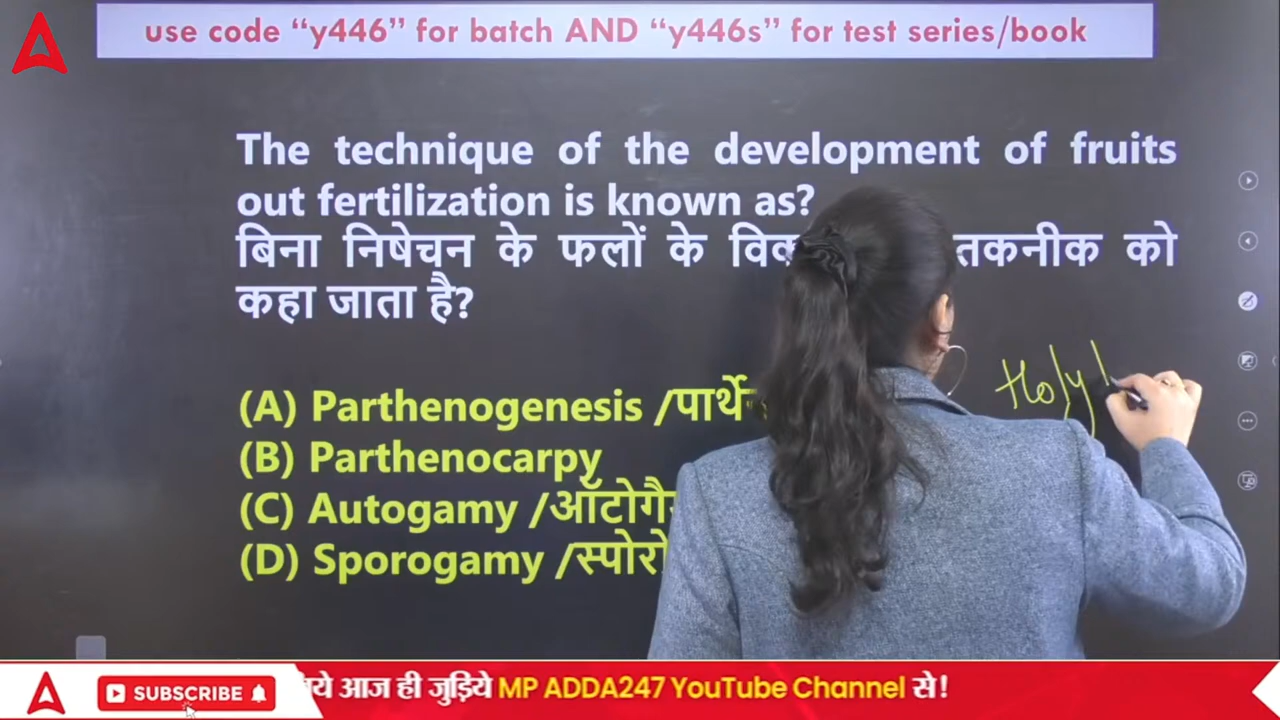 use code “y446“ for batch AND “y446s“ for test series/book
The technique of the development of fruits
out fertilization is known as?
बिना निषेचन के फलों के तकनीक को
कहा जाता है?
(A) Parthenogenesis /
(B) Parthenocarpy
(C) Autogamy /
(D) Sporogamy /
Holy
SUBSCRIBE
आज ही जुड़िये MP ADDA247 YouTube Channel से!